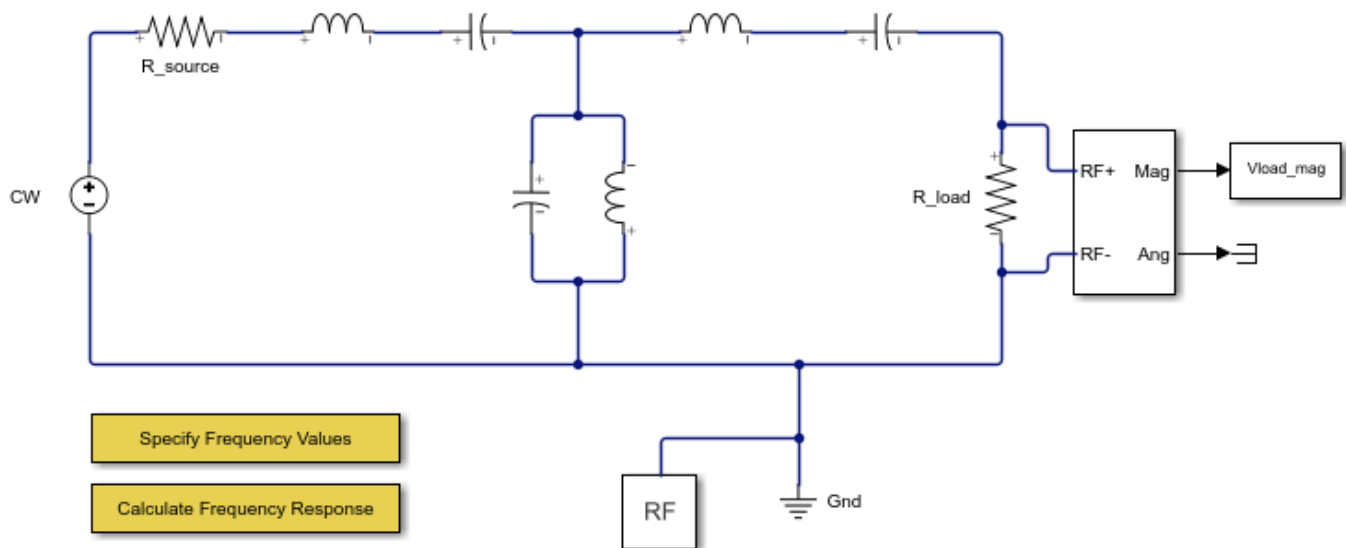 R_source
CW
R_load
RF+
Mag
Vload_mag
RF-
Ang
Specify Frequency Values
Calculate Frequency Response
RF
Gnd